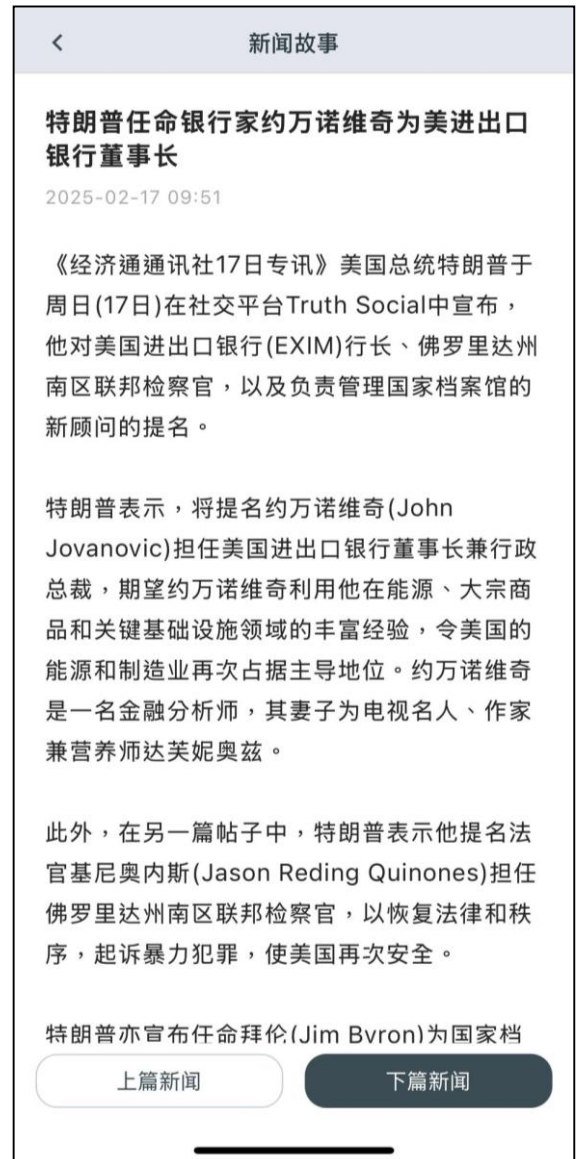 新闻故事
特朗普任命银行家约万诺维奇为美进出口
银行董事长
2025-02-17 09:51
《经济通通讯社17日专讯》美国总统特朗普于
周日(17日)在社交平台Truth Social中宣布，
他对美国进出口银行(EXIM)行长、佛罗里达州
南区联邦检察官，以及负责管理国家档案馆的
新顾问的提名。
特朗普表示，将提名约万诺维奇(John
Jovanovic)担任美国进出口银行董事长兼行政
总裁，期望约万诺维奇利用他在能源、大宗商
品和关键基础设施领域的丰富经验，令美国的
能源和制造业再次占据主导地位。约万诺维奇
是一名金融分析师，其妻子为电视名人、作家
兼营养师达芙妮奥兹。
此外，在另一篇帖子中，特朗普表示他提名法
官基尼奥内斯(Jason Reding Quinones)担任
佛罗里达州南区联邦检察官，以恢复法律和秩
序，起诉暴力犯罪，使美国再次安全。
特朗普亦宣布任命拜伦(Jim Byron)为国家档
上篇新闻
下篇新闻